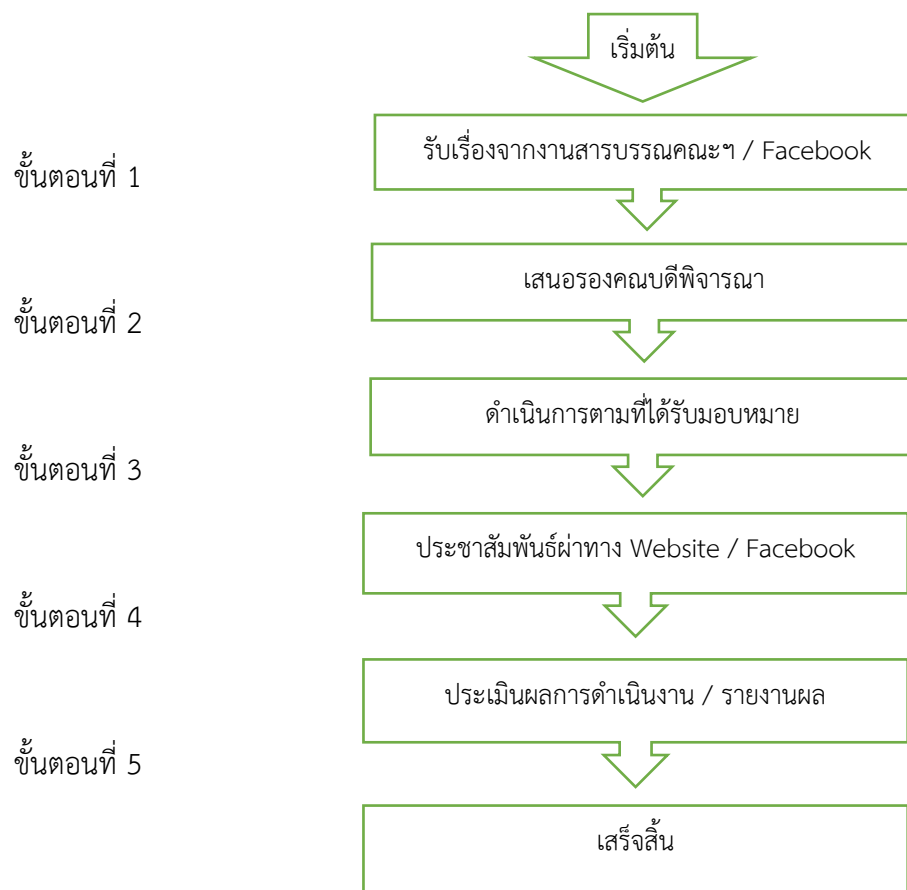 เริ่มต้น
รับเรื่องจากงานสารบรรณคณะฯ / Facebook
ขั้นตอนที่ 1
เสนอรองคณบดีพิจารณา
ขั้นตอนที่ 2
ดำเนินการตามที่ได้รับมอบหมาย
ขั้นตอนที่ 3
ประชาสัมพันธ์ผ่าทาง Website / Facebook
ขั้นตอนที่ 4
ประเมินผลการดำเนินงาน / รายงานผล
ขั้นตอนที่ 5
เสร็จสิ้น